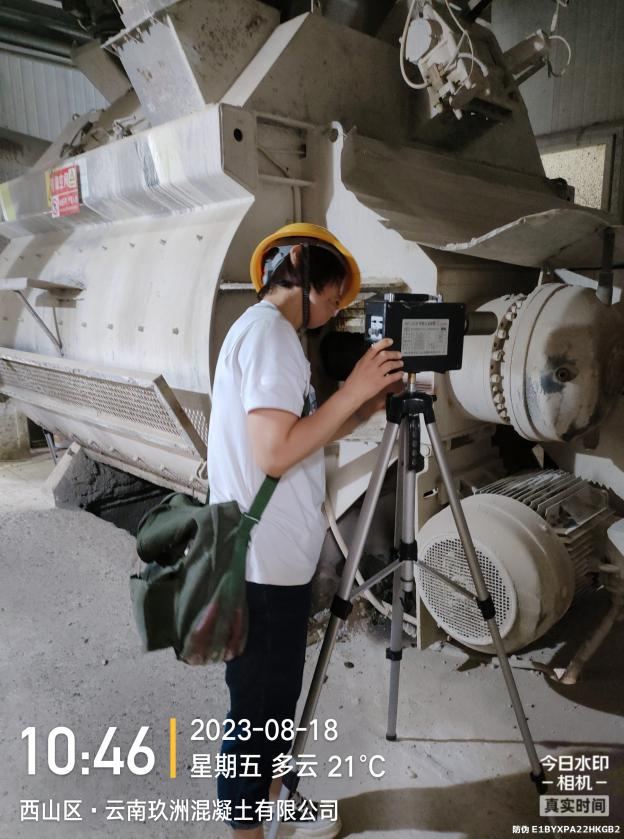 10:46
2023-08-18
星期五 多云 21℃
西山区·云南玖洲混凝土有限公司
今日水印
-相机-
真实时间
防伪 E1BYXPA22HKGB2